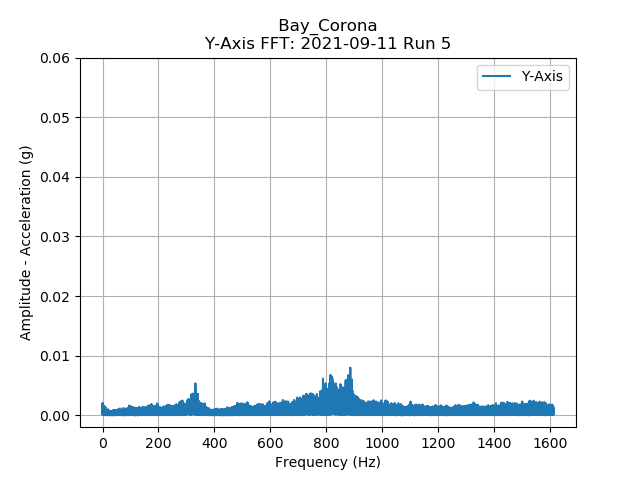 Bay_Corona
Y-Axis FFT: 2021-09-11 Run 5
Y-Axis
Amplitude - Acceleration (g)
0.06
0.05
0.04
0.03
0.02
0.01
0.00
0 200 400 600 800 1000 1200 1400 1600
Frequency (Hz)